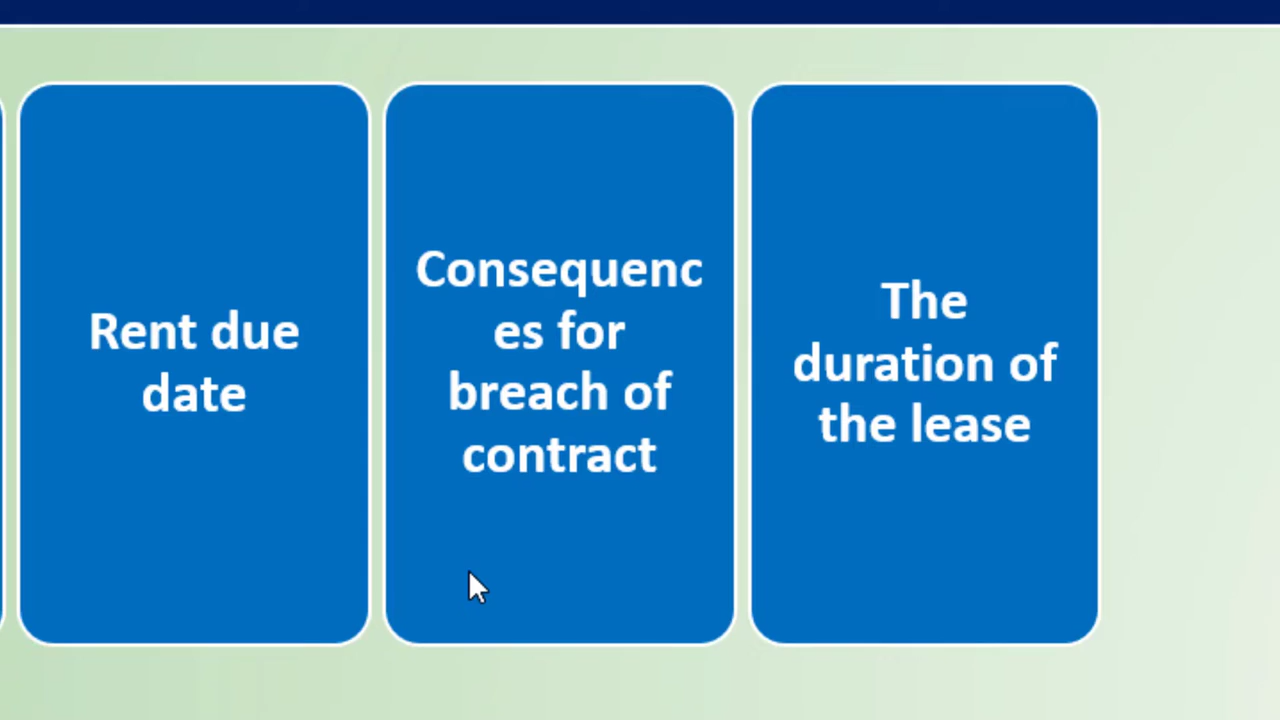 Rent due
date
Consequenc
es for
breach of
contract
The
duration of
the lease